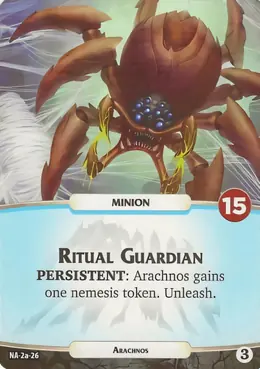 MINION
15
RITUAL GUARDIAN
PERSISTENT: Arachnos gains
one nemesis token. Unleash.
NA-2a-26
ARACHNOS
3